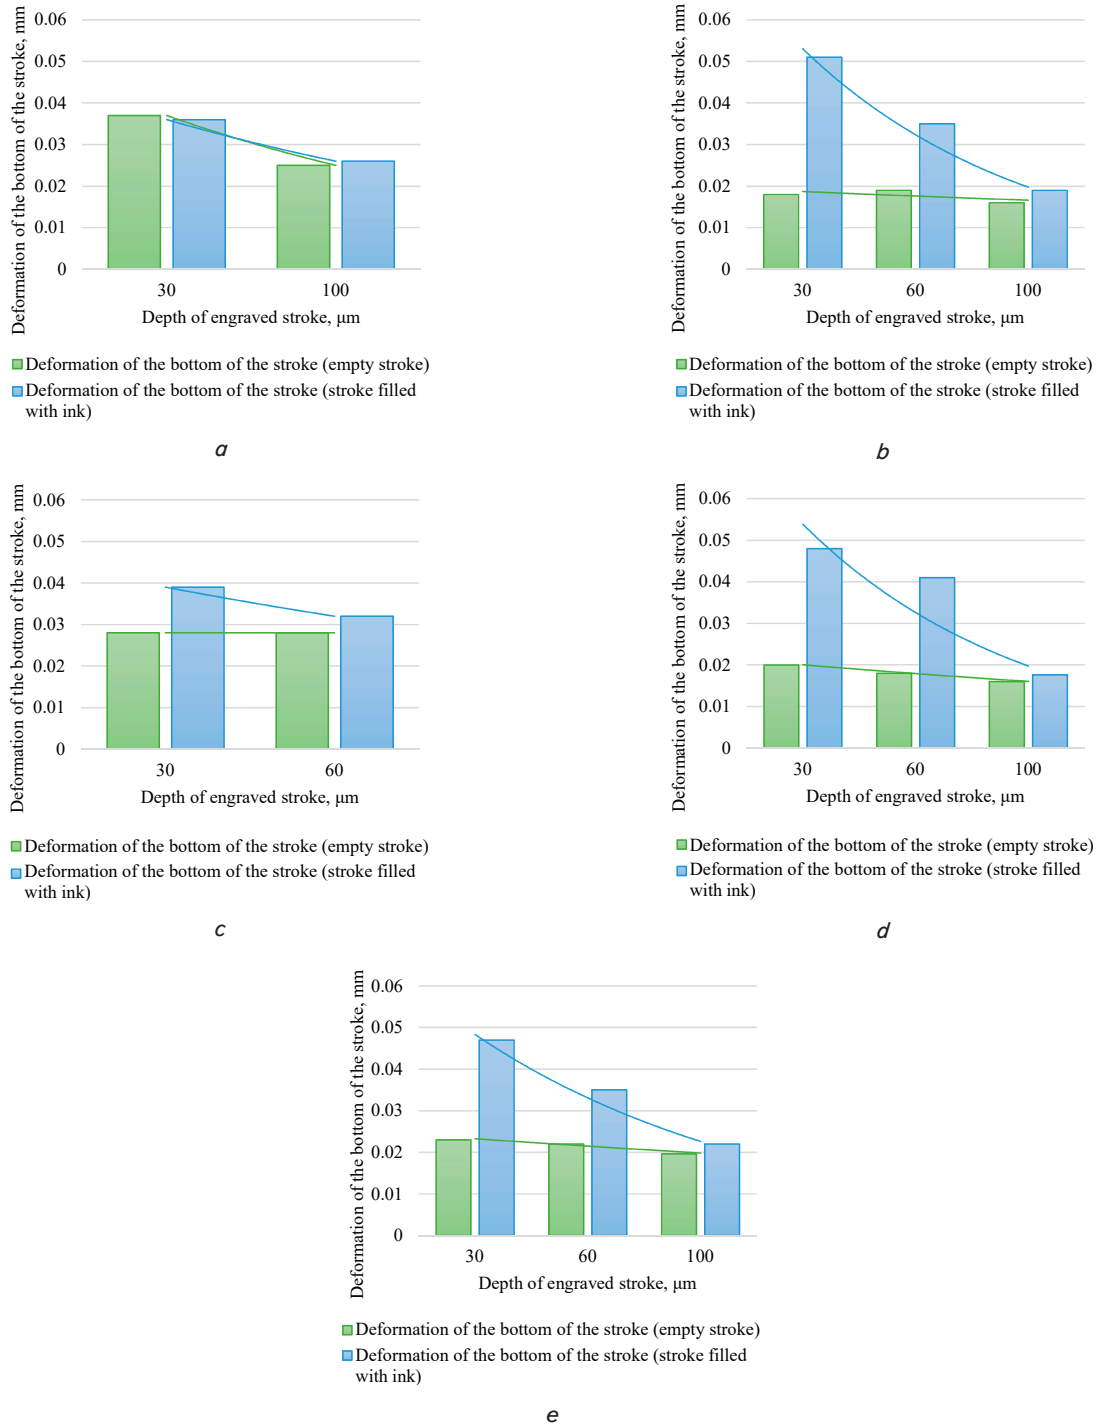 Deformation of the bottom of the stroke, mm
0.06
0.05
0.04
0.03
0.02
0.01
0
30
100
Depth of engraved stroke, μm
Deformation of the bottom of the stroke (empty stroke)
Deformation of the bottom of the stroke (stroke filled
with ink)
a
Deformation of the bottom of the stroke, mm
0.06
0.05
0.04
0.03
0.02
0.01
0
30
60
100
Depth of engraved stroke, μm
Deformation of the bottom of the stroke (empty stroke)
Deformation of the bottom of the stroke (stroke filled
with ink)
b
Deformation of the bottom of the stroke, mm
0.06
0.05
0.04
0.03
0.02
0.01
0
30
60
Depth of engraved stroke, μm
Deformation of the bottom of the stroke (empty stroke)
Deformation of the bottom of the stroke (stroke filled
with ink)
c
Deformation of the bottom of the stroke, mm
0.06
0.05
0.04
0.03
0.02
0.01
0
30
60
100
Depth of engraved stroke, μm
Deformation of the bottom of the stroke (empty stroke)
Deformation of the bottom of the stroke (stroke filled
with ink)
d
Deformation of the bottom of the stroke, mm
0.06
0.05
0.04
0.03
0.02
0.01
0
30
60
100
Depth of engraved stroke, μm
Deformation of the bottom of the stroke (empty stroke)
Deformation of the bottom of the stroke (stroke filled
with ink)
e